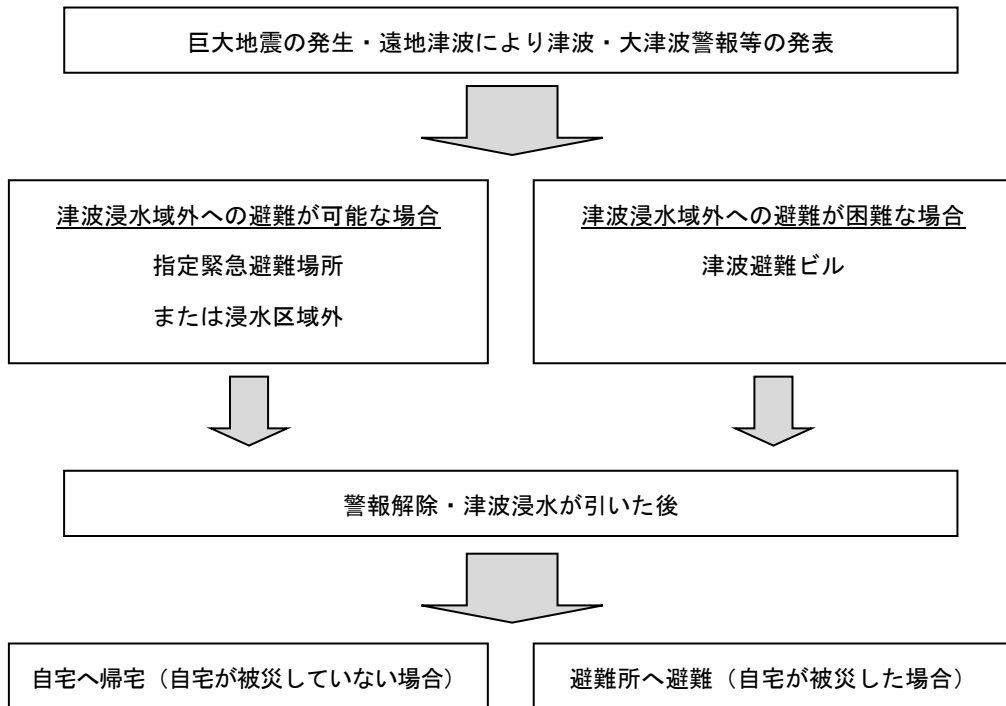 巨大地震の発生・遠地津波により津波・大津波警報等の発表
津波浸水域外への避難が可能な場合
指定緊急避難場所
または浸水区域外
津波浸水域外への避難が困難な場合
津波避難ビル
警報解除・津波浸水が引いた後
自宅へ帰宅（自宅が被災していない場合）
避難所へ避難（自宅が被災した場合）